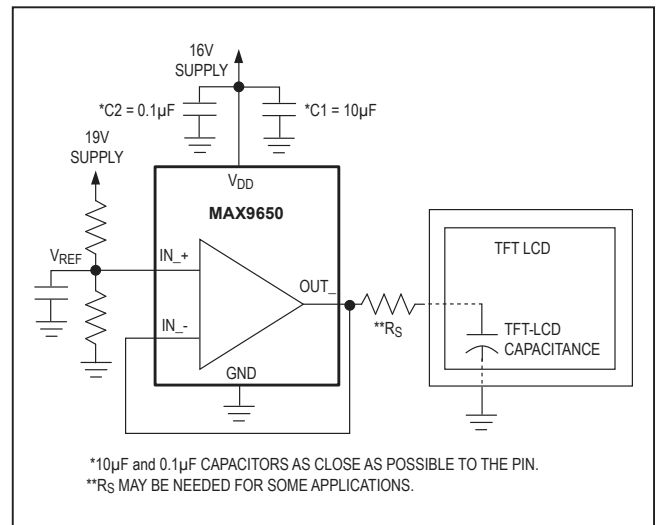 16V
SUPPLY
*C2 = 0.1µF
*C1 = 10µF
19V
SUPPLY
VDD
MAX9650
VREF
IN_+
OUT_
IN_-
GND
**RS
TFT LCD
TFT-LCD
CAPACITANCE
*10µF and 0.1µF CAPACITORS AS CLOSE AS POSSIBLE TO THE PIN.
**RS MAY BE NEEDED FOR SOME APPLICATIONS.